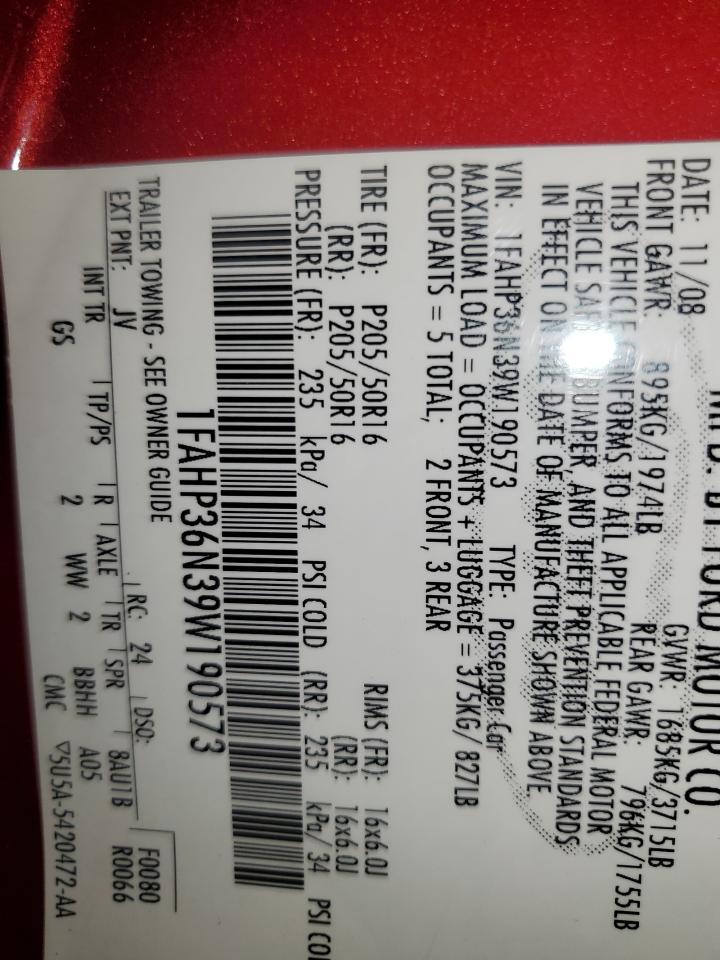 MFD. BY FORD MOTOR CO.
DATE: 11/08 GVWR: 1685KG/3715LB
FRONT GAWR: 895KG/1974LB REAR GAWR: 796KG/1755LB
THIS VEHICLE CONFORMS TO ALL APPLICABLE FEDERAL MOTOR
VEHICLE BUMPER, AND THEFT PREVENTION STANDARDS
IN EFFECT ON THE DATE OF MANUFACTURE SHOWN ABOVE
VIN: 1FAHP36N39W190573 TYPE: Passenger Car
MAXIMUM LOAD = OCCUPANTS + LUGGAGE = 375KG/ 827LB
OCCUPANTS = 5 TOTAL; 2 FRONT, 3 REAR
TIRE (FR): P205/50R16 RIMS (FR): 16x6.0J
(RR): P205/50R16 (RR): 16x6.0J
PRESSURE (FR): 235 kPa/ 34 PSI COLD (RR): 235 kPa/ 34 PSI
1FAHP36N39W190573
TRAILER TOWING - SEE OWNER GUIDE
RC: 24 DSO: F0080
EXT PNT: JV R0066
INT TR TP/PS R AXLE TR SPR 8AU1B
GS 2 WW 2 BBHH A05
CMC ▽5U5A-5420472-AA